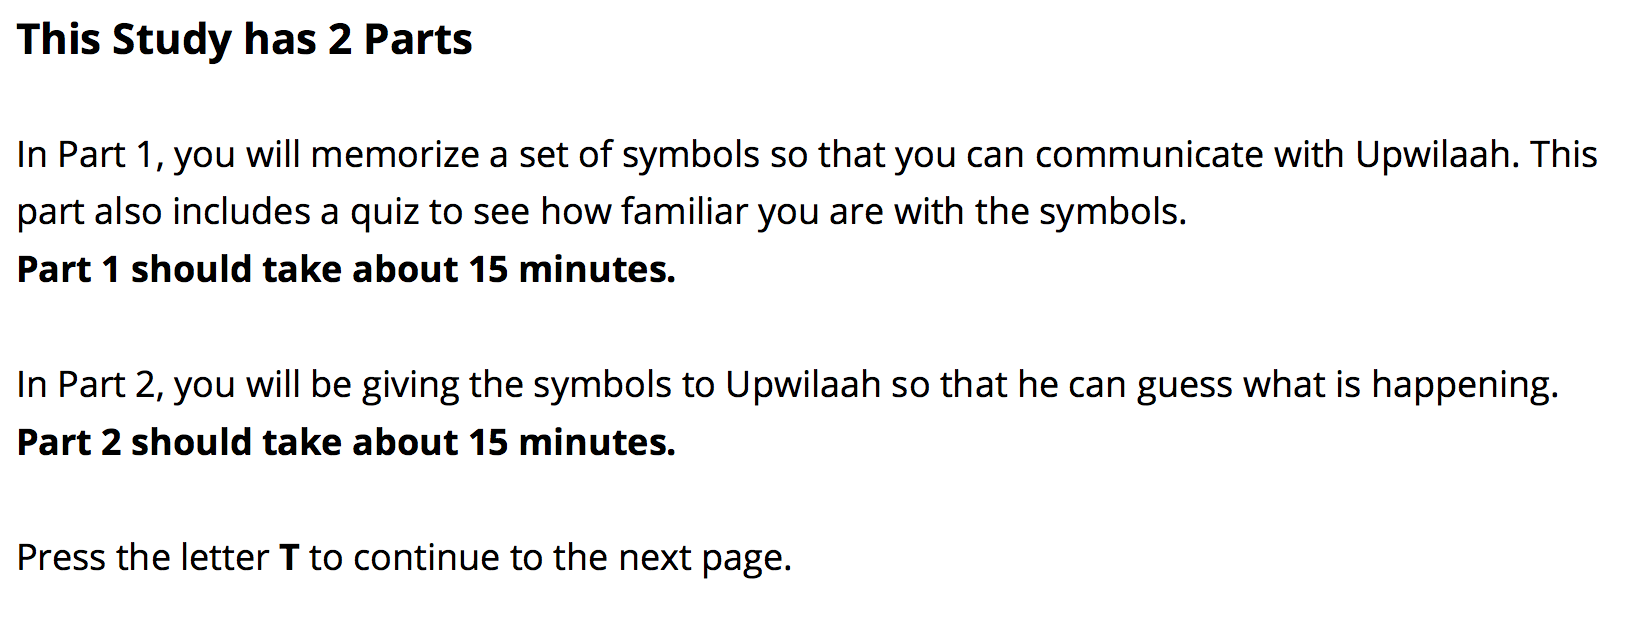 This Study has 2 Parts
In Part 1, you will memorize a set of symbols so that you can communicate with Upwilaah. This
part also includes a quiz to see how familiar you are with the symbols.
Part 1 should take about 15 minutes.
In Part 2, you will be giving the symbols to Upwilaah so that he can guess what is happening.
Part 2 should take about 15 minutes.
Press the letter T to continue to the next page.